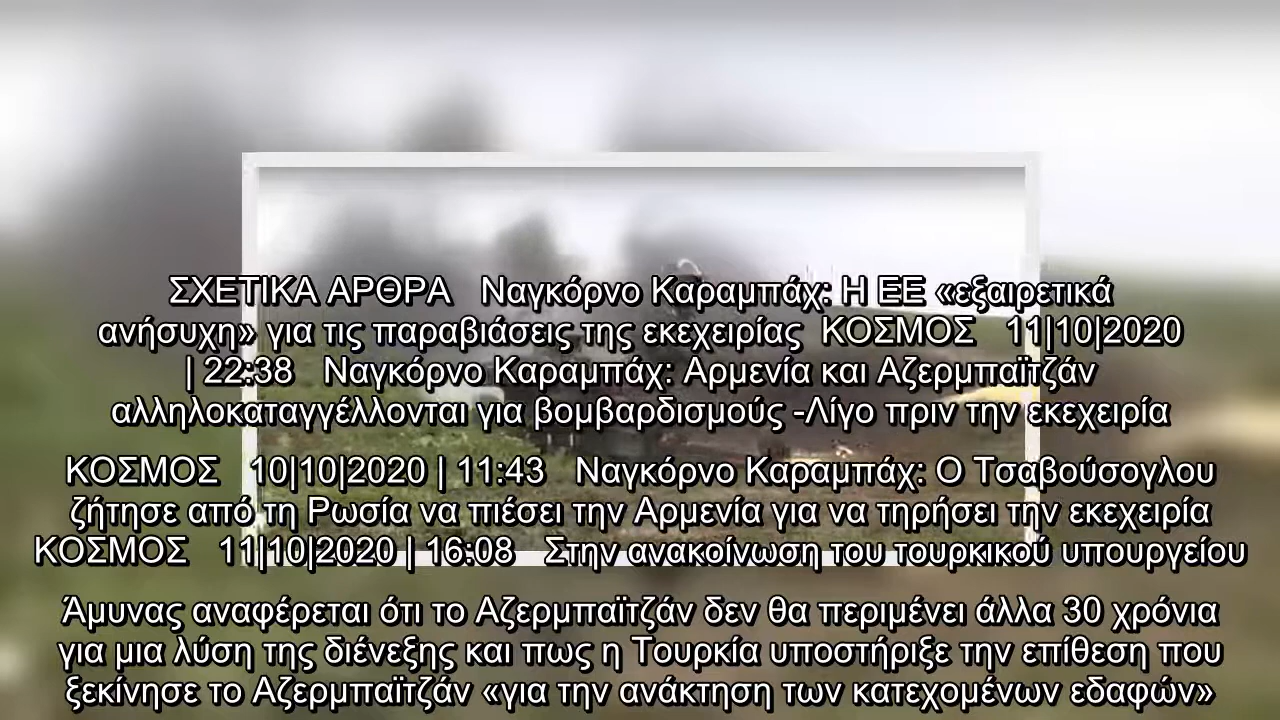 ΣΧΕΤΙΚΑ ΑΡΘΡΑ Ναγκόρνο Καραμπάχ: Η ΕΕ «εξαιρετικά
ανήσυχη» για τις παραβιάσεις της εκεχειρίας ΚΟΣΜΟΣ 11|10|2020
| 22:38 Ναγκόρνο Καραμπάχ: Αρμενία και Αζερμπαϊτζάν
αλληλοκαταγγέλλονται για βομβαρδισμούς -Λίγο πριν την εκεχειρία
ΚΟΣΜΟΣ 10|10|2020 | 11:43 Ναγκόρνο Καραμπάχ: Ο Τσαβούσογλου
ζήτησε από τη Ρωσία να πιέσει την Αρμενία για να τηρήσει την εκεχειρία
ΚΟΣΜΟΣ 11|10|2020 | 16:08 Στην ανακοίνωση του τουρκικού υπουργείου
Άμυνας αναφέρεται ότι το Αζερμπαϊτζάν δεν θα περιμένει άλλα 30 χρόνια
για μια λύση της διένεξης και πως η Τουρκία υποστήριξε την επίθεση που
ξεκίνησε το Αζερμπαϊτζάν «για την ανάκτηση των κατεχομένων εδαφών»